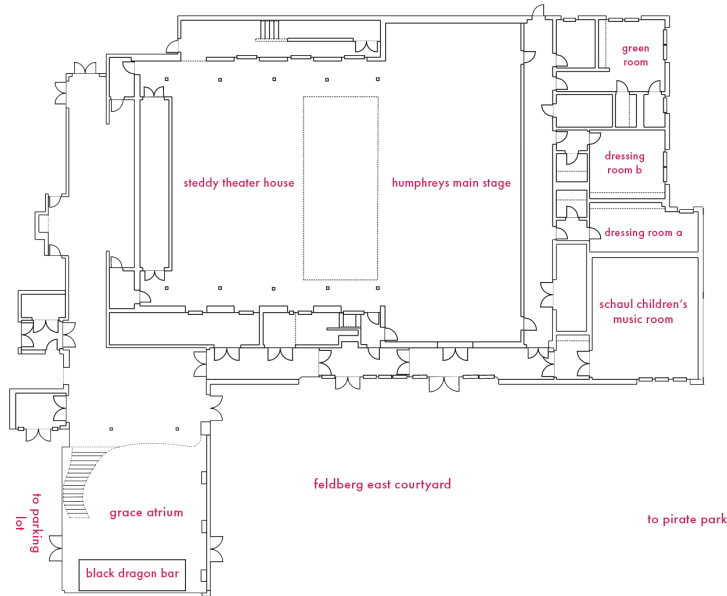 green
room
dressing
room b
steddy theater house
humphreys main stage
dressing room a
schaul children's
music room
feldberg east courtyard
grace atrium
to parking
lot
to pirate park
black dragon bar